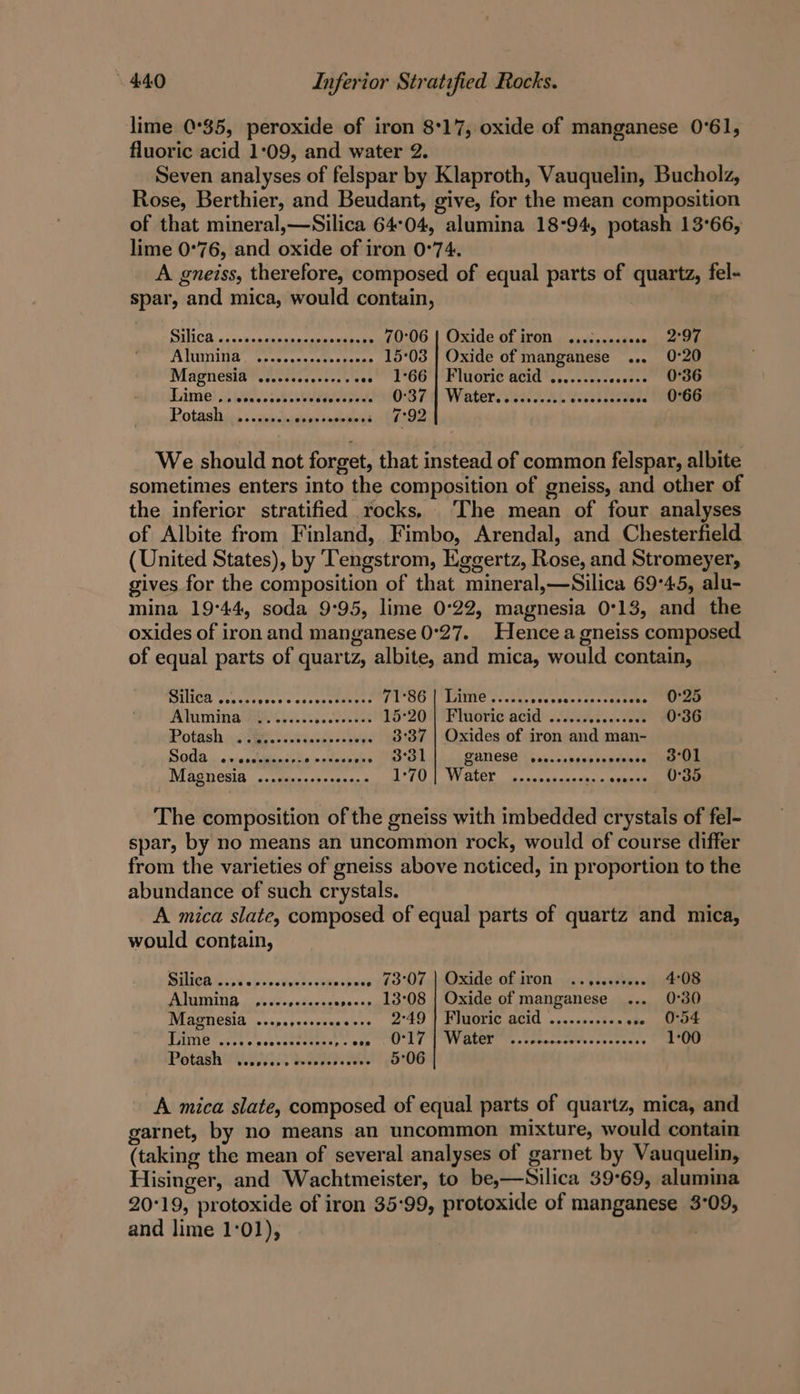 440 Inferior Stratified Rocks.
lime 0·35, peroxide of iron 8·17, oxide of manganese 0·61,
fluoric acid 1·09, and water 2.
Seven analyses of felspar by Klaproth, Vauquelin, Bucholz,
Rose, Berthier, and Beudant, give, for the mean composition
of that mineral,—Silica 64·04, alumina 18·94, potash 13·66,
lime 0·76, and oxide of iron 0·74.
A gneiss, therefore, composed of equal parts of quartz, fel-
spar, and mica, would contain,
Silica ........................ 70·06 | Oxide of iron ............ 2·97
Alumina .................. 15·03 | Oxide of manganese ... 0·20
Magnesia ............... 1·66 | Fluoric acid ............... 0·36
Lime ........................ 0·37 | Water........................ 0·66
Potash ..................... 7·92
We should not forget, that instead of common felspar, albite
sometimes enters into the composition of gneiss, and other of
the inferior stratified rocks. The mean of four analyses
of Albite from Finland, Fimbo, Arendal, and Chesterfield
(United States), by Tengstrom, Eggertz, Rose, and Stromeyer,
gives for the composition of that mineral,—Silica 69·45, alu-
mina 19·44, soda 9·95, lime 0·22, magnesia 0·13, and the
oxides of iron and manganese 0·27. Hence a gneiss composed
of equal parts of quartz, albite, and mica, would contain,
Silica ........................ 71·86 | Lime ........................ 0·25
Alumina .................. 15·20 | Fluoric acid ............... 0·36
Potash ..................... 3·37 | Oxides of iron and man-
Soda ........................ 3·31 | ganese .................. 3·01
Magnesia .................. 1·70 | Water ..................... 0·35
The composition of the gneiss with imbedded crystals of fel-
spar, by no means an uncommon rock, would of course differ
from the varieties of gneiss above noticed, in proportion to the
abundance of such crystals.
A mica slate, composed of equal parts of quartz and mica,
would contain,
Silica ........................ 73·07 | Oxide of iron ............ 4·08
Alumina .................. 13·08 | Oxide of manganese ... 0·30
Magnesia .................. 2·49 | Fluoric acid ............... 0·54
Lime ........................ 0·17 | Water ..................... 1·00
Potash ..................... 5·06
A mica slate, composed of equal parts of quartz, mica, and
garnet, by no means an uncommon mixture, would contain
(taking the mean of several analyses of garnet by Vauquelin,
Hisinger, and Wachtmeister, to be,—Silica 39·69, alumina
20·19, protoxide of iron 35·99, protoxide of manganese 3·09,
and lime 1·01),